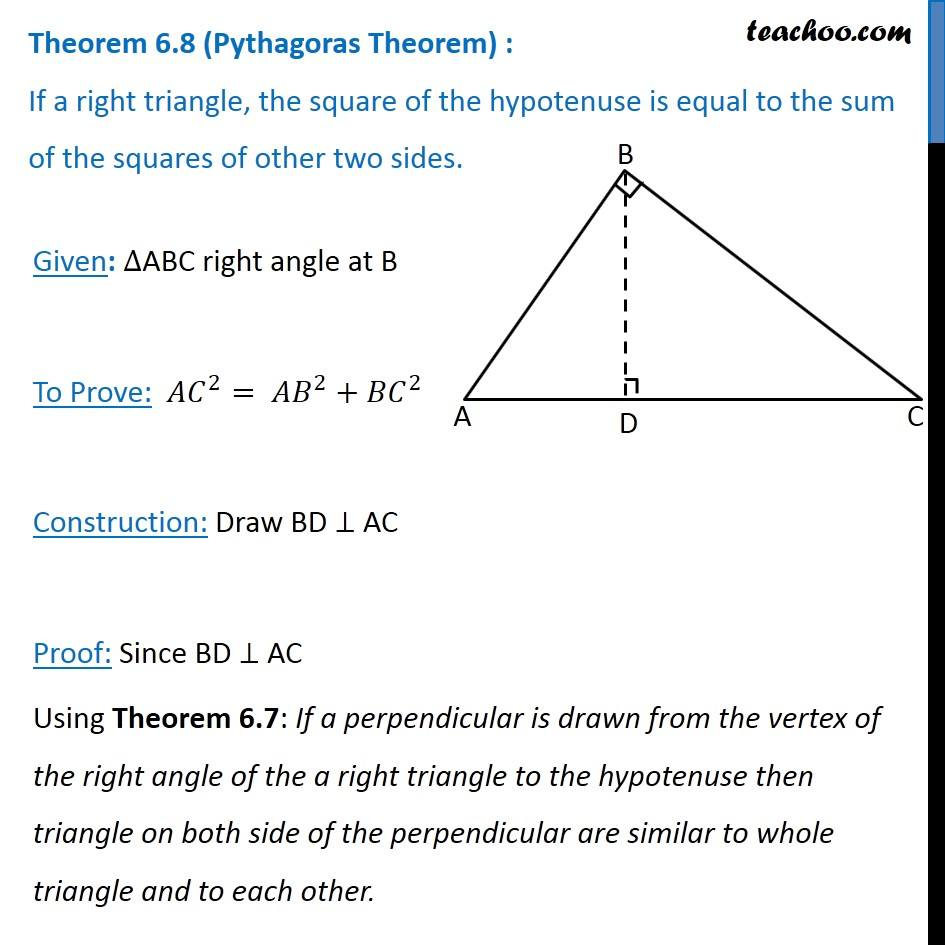 Theorem 6.8 (Pythagoras Theorem) :
teachoo.com
If a right triangle, the square of the hypotenuse is equal to the sum
of the squares of other two sides.
B
Given: ΔABC right angle at B
To Prove: 𝐴𝐶² = 𝐴𝐵² + 𝐵𝐶²
A
D
C
Construction: Draw BD ⊥ AC
Proof: Since BD ⊥ AC
Using Theorem 6.7: If a perpendicular is drawn from the vertex of
the right angle of the a right triangle to the hypotenuse then
triangle on both side of the perpendicular are similar to whole
triangle and to each other.